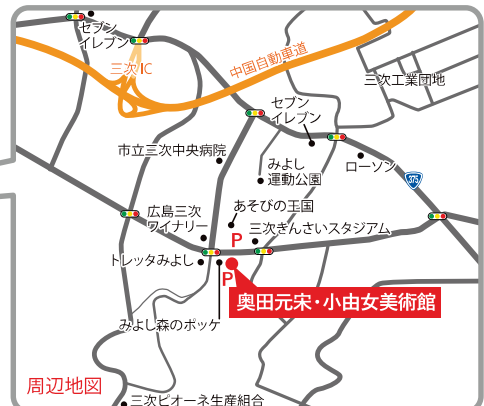 セブン
イレブン
三次IC
中国自動車道
三次工業団地
セブン
イレブン
市立三次中央病院
みよし
運動公園
ローソン
375
広島三次
ワイナリー
あそびの王国
P
三次きんさいスタジアム
トレッタみよし
P
奥田元宋・小由女美術館
みよし森のポッケ
周辺地図
三次ピオーネ生産組合